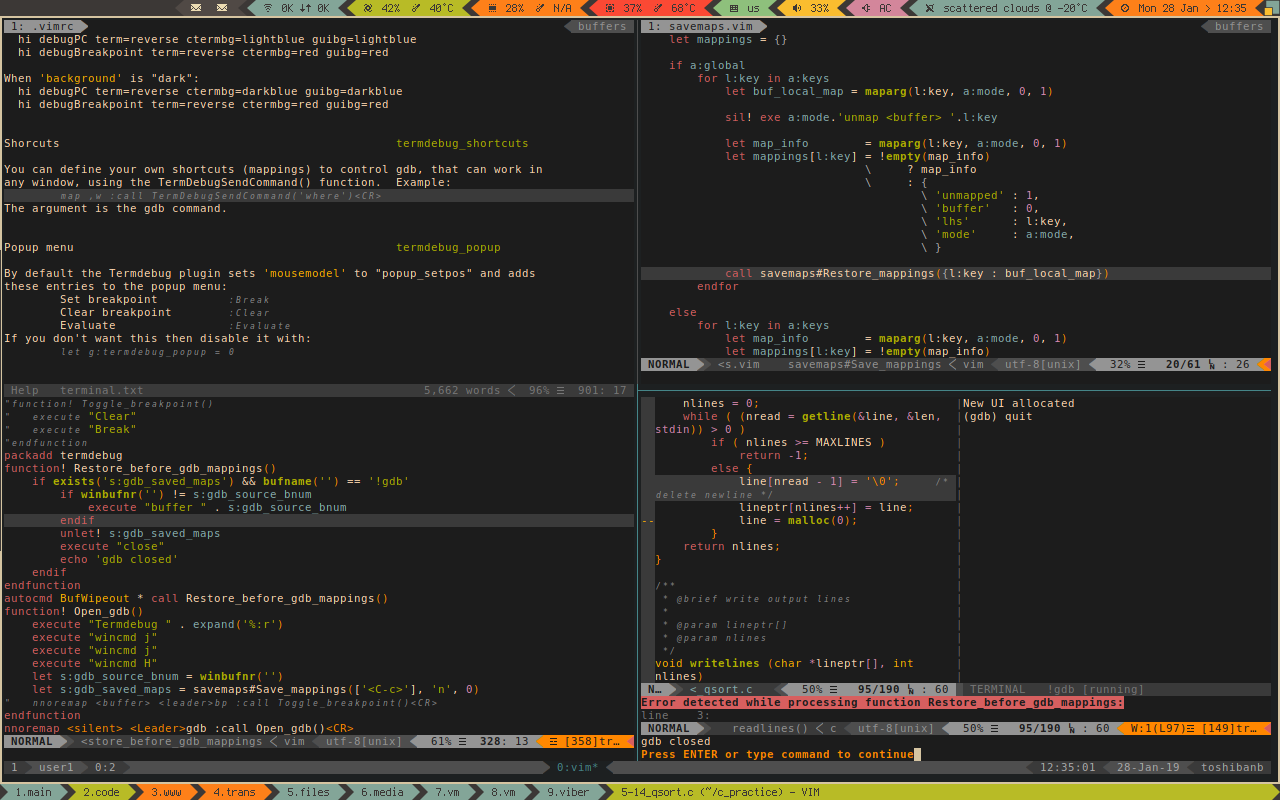 0K 0K 42% 40°C 28% N/A 37% 68°C us 33% AC scattered clouds @ -20°C Mon 28 Jan > 12:35
1: .vimrc buffers
hi debugPC term=reverse ctermbg=lightblue guibg=lightblue
hi debugBreakpoint term=reverse ctermbg=red guibg=red
When 'background' is "dark":
hi debugPC term=reverse ctermbg=darkblue guibg=darkblue
hi debugBreakpoint term=reverse ctermbg=red guibg=red
Shorcuts termdebug_shortcuts
You can define your own shortcuts (mappings) to control gdb, that can work in
any window, using the TermDebugSendCommand() function.  Example:
map ,w :call TermDebugSendCommand('where')<CR>
The argument is the gdb command.
Popup menu termdebug_popup
By default the Termdebug plugin sets 'mousemodel' to "popup_setpos" and adds
these entries to the popup menu:
Set breakpoint :Break
Clear breakpoint :Clear
Evaluate :Evaluate
If you don't want this then disable it with:
let g:termdebug_popup = 0
Help terminal.txt 5,662 words 96% 901: 17
"function! Toggle_breakpoint()
"   execute "Clear"
"   execute "Break"
"endfunction
packadd termdebug
function! Restore_before_gdb_mappings()
if exists('s:gdb_saved_maps') && bufname('') == '!gdb'
if winbufnr('') != s:gdb_source_bnum
execute "buffer " . s:gdb_source_bnum
endif
unlet! s:gdb_saved_maps
execute "close"
echo 'gdb closed'
endif
endfunction
autocmd BufWipeout * call Restore_brefore_gdb_mappings()
function! Open_gdb()
execute "Termdebug " . expand('%:r')
execute "wincmd j"
execute "wincmd j"
execute "wincmd H"
let s:gdb_source_bnum = winbufnr('')
let s:gdb_saved_maps = savemaps#Save_mappings(['<C-c>'], 'n', 0)
"   nnoremap <buffer> <leader>bp :call Toggle_breakpoint()<CR>
endfunction
nnoremap <silent> <Leader>gdb :call Open_gdb()<CR>
NORMAL <store_before_gdb_mappings < vim utf-8[unix] 61% 328: 13 [358]tr…
1: savemaps.vim buffers
let mappings = {}
if a:global
for l:key in a:keys
let buf_local_map = maparg(l:key, a:mode, 0, 1)
sil! exe a:mode.'unmap <buffer> '.l:key
let map_info = maparg(l:key, a:mode, 0, 1)
let mappings[l:key] = !empty(map_info)
\ ? map_info
\ : {
\ 'unmapped' : 1,
\ 'buffer' : 0,
\ 'lhs' : l:key,
\ 'mode' : a:mode,
\ }
call savemaps#Restore_mappings({l:key : buf_local_map})
endfor
else
for l:key in a:keys
let map_info = maparg(l:key, a:mode, 0, 1)
let mappings[l:key] = !empty(map_info)
NORMAL <s.vim savemaps#Save_mappings < vim utf-8[unix] 32% 20/61 : 26
nlines = 0; New UI allocated
while ( (nread = getline(&line, &len, (gdb) quit
stdin)) > 0 )
if ( nlines >= MAXLINES )
return -1;
else {
line[nread - 1] = '\0'; /*
delete newline */
lineptr[nlines++] = line;
-- line = malloc(0);
}
return nlines;
}
/**
* @brief write output lines
*
* @param lineptr[]
* @param nlines
*/
void writelines (char *lineptr[], int
nlines)
N… < qsort.c 50% 95/190 : 60 TERMINAL !gdb [running]
Error detected while processing function Restore_brefore_gdb_mappings:
line 3:
NORMAL readlines() < c utf-8[unix] 50% 95/190 : 60 W:1(L97) [149]tr…
gdb closed
Press ENTER or type command to continue
1 user1 0:2 0:vim* 12:35:01 28-Jan-19 toshibanb
1.main 2.code 3.www 4.trans 5.files 6.media 7.vm 8.vm 9.viber 5-14_qsort.c (~/c_practice) - VIM